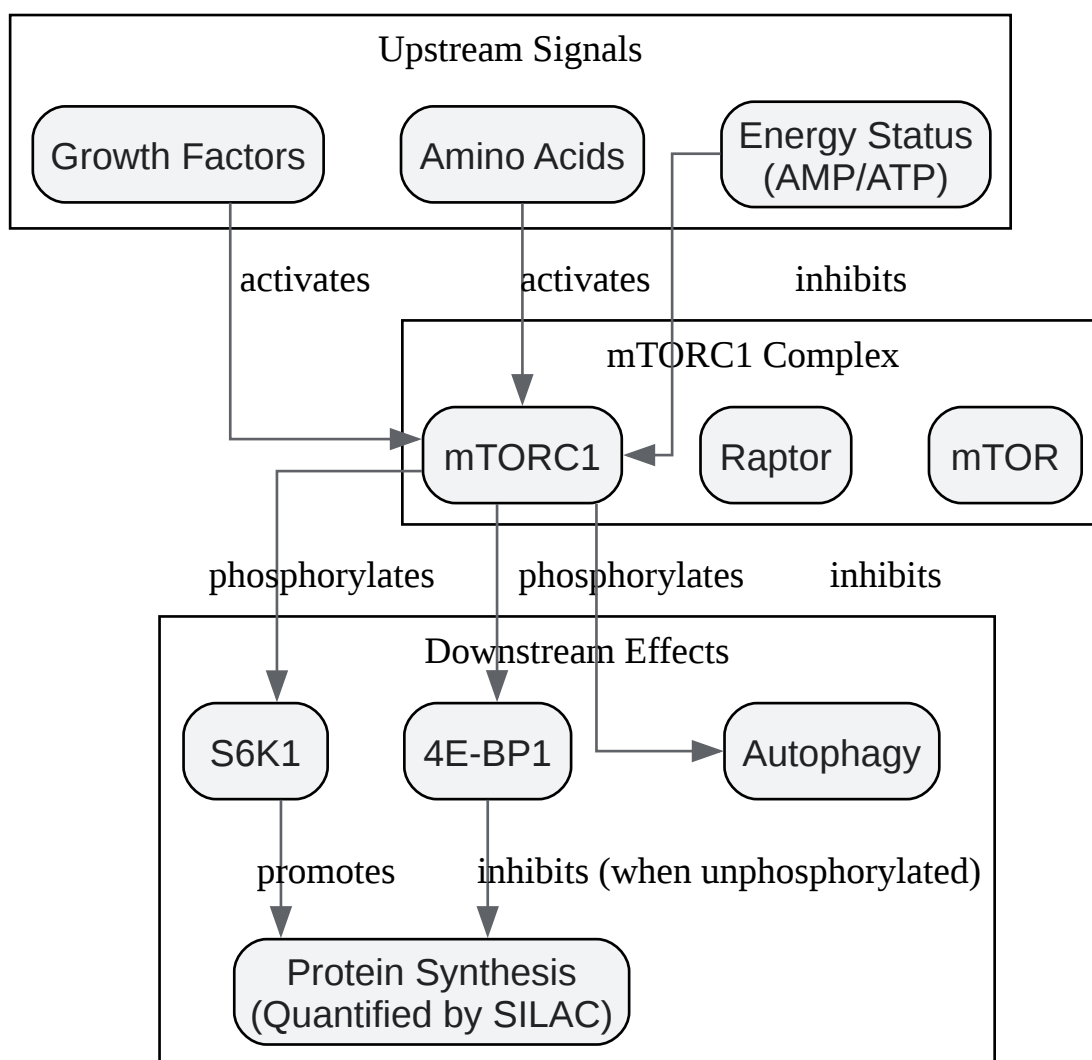 Upstream Signals
Growth Factors
Amino Acids
Energy Status
(AMP/ATP)
activates
activates
inhibits
mTORC1 Complex
mTORC1
Raptor
mTOR
phosphorylates
phosphorylates
inhibits
Downstream Effects
S6K1
4E-BP1
Autophagy
promotes
inhibits (when unphosphorylated)
Protein Synthesis
(Quantified by SILAC)